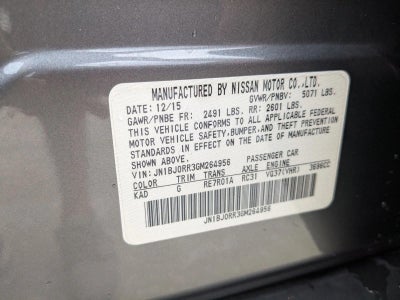 MANUFACTURED BY NISSAN MOTOR CO.,LTD.
DATE: 12/15 GVWR/PNBV: 5071 LBS.
GAWR/PNBE FR: 2491 LBS. RR: 2601 LBS.
THIS VEHICLE CONFORMS TO ALL APPLICABLE FEDERAL
MOTOR VEHICLE SAFETY,BUMPER,AND THEFT PREVENTION
STANDARDS IN EFFECT ON THE DATE OF MANUFACTURE
SHOWN ABOVE.
VIN: JN1BJ0RR3GM264956 PASSENGER CAR
COLOR TRIM TRANS AXLE ENGINE
KAD G RE7R01A RC31 VQ37(VHR) 3696CC
JN1BJ0RR3GM264956